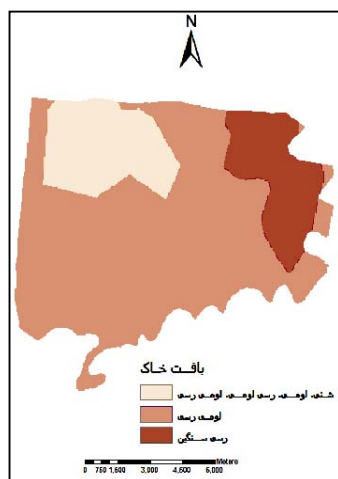 N
بافت خاک
شنی، لومی، رسی لومی، لومی رسی
لومی رسی
رسی سنگین
Meters
0 750 1,500 3,000 4,500 6,000